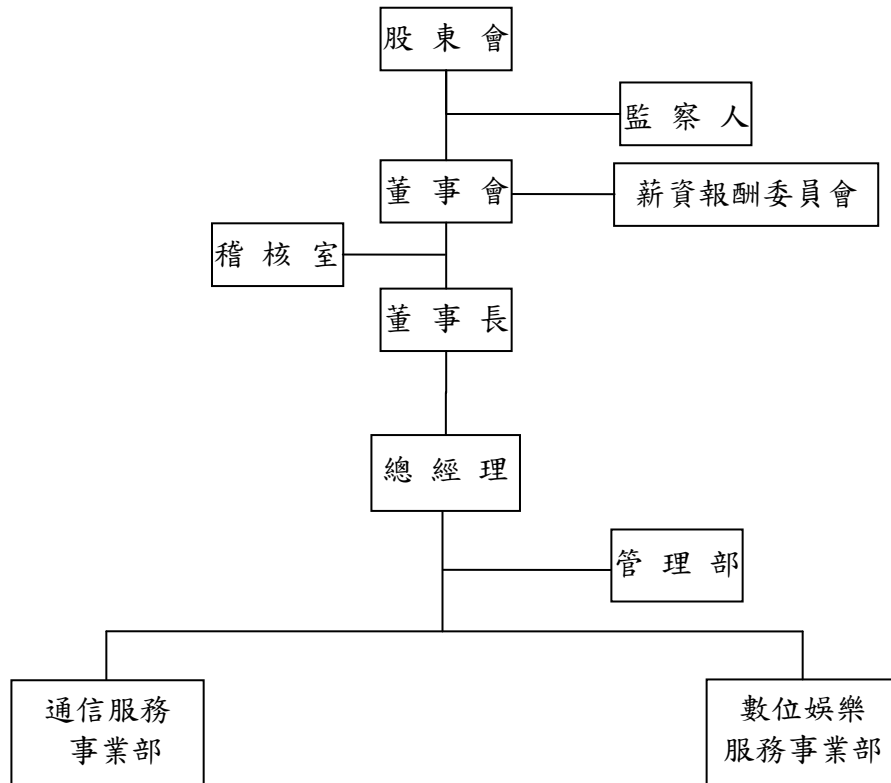 股 東 會
監 察 人
董 事 會
薪資報酬委員會
稽 核 室
董 事 長
總 經 理
管 理 部
通信服務
事業部
數位娛樂
服務事業部